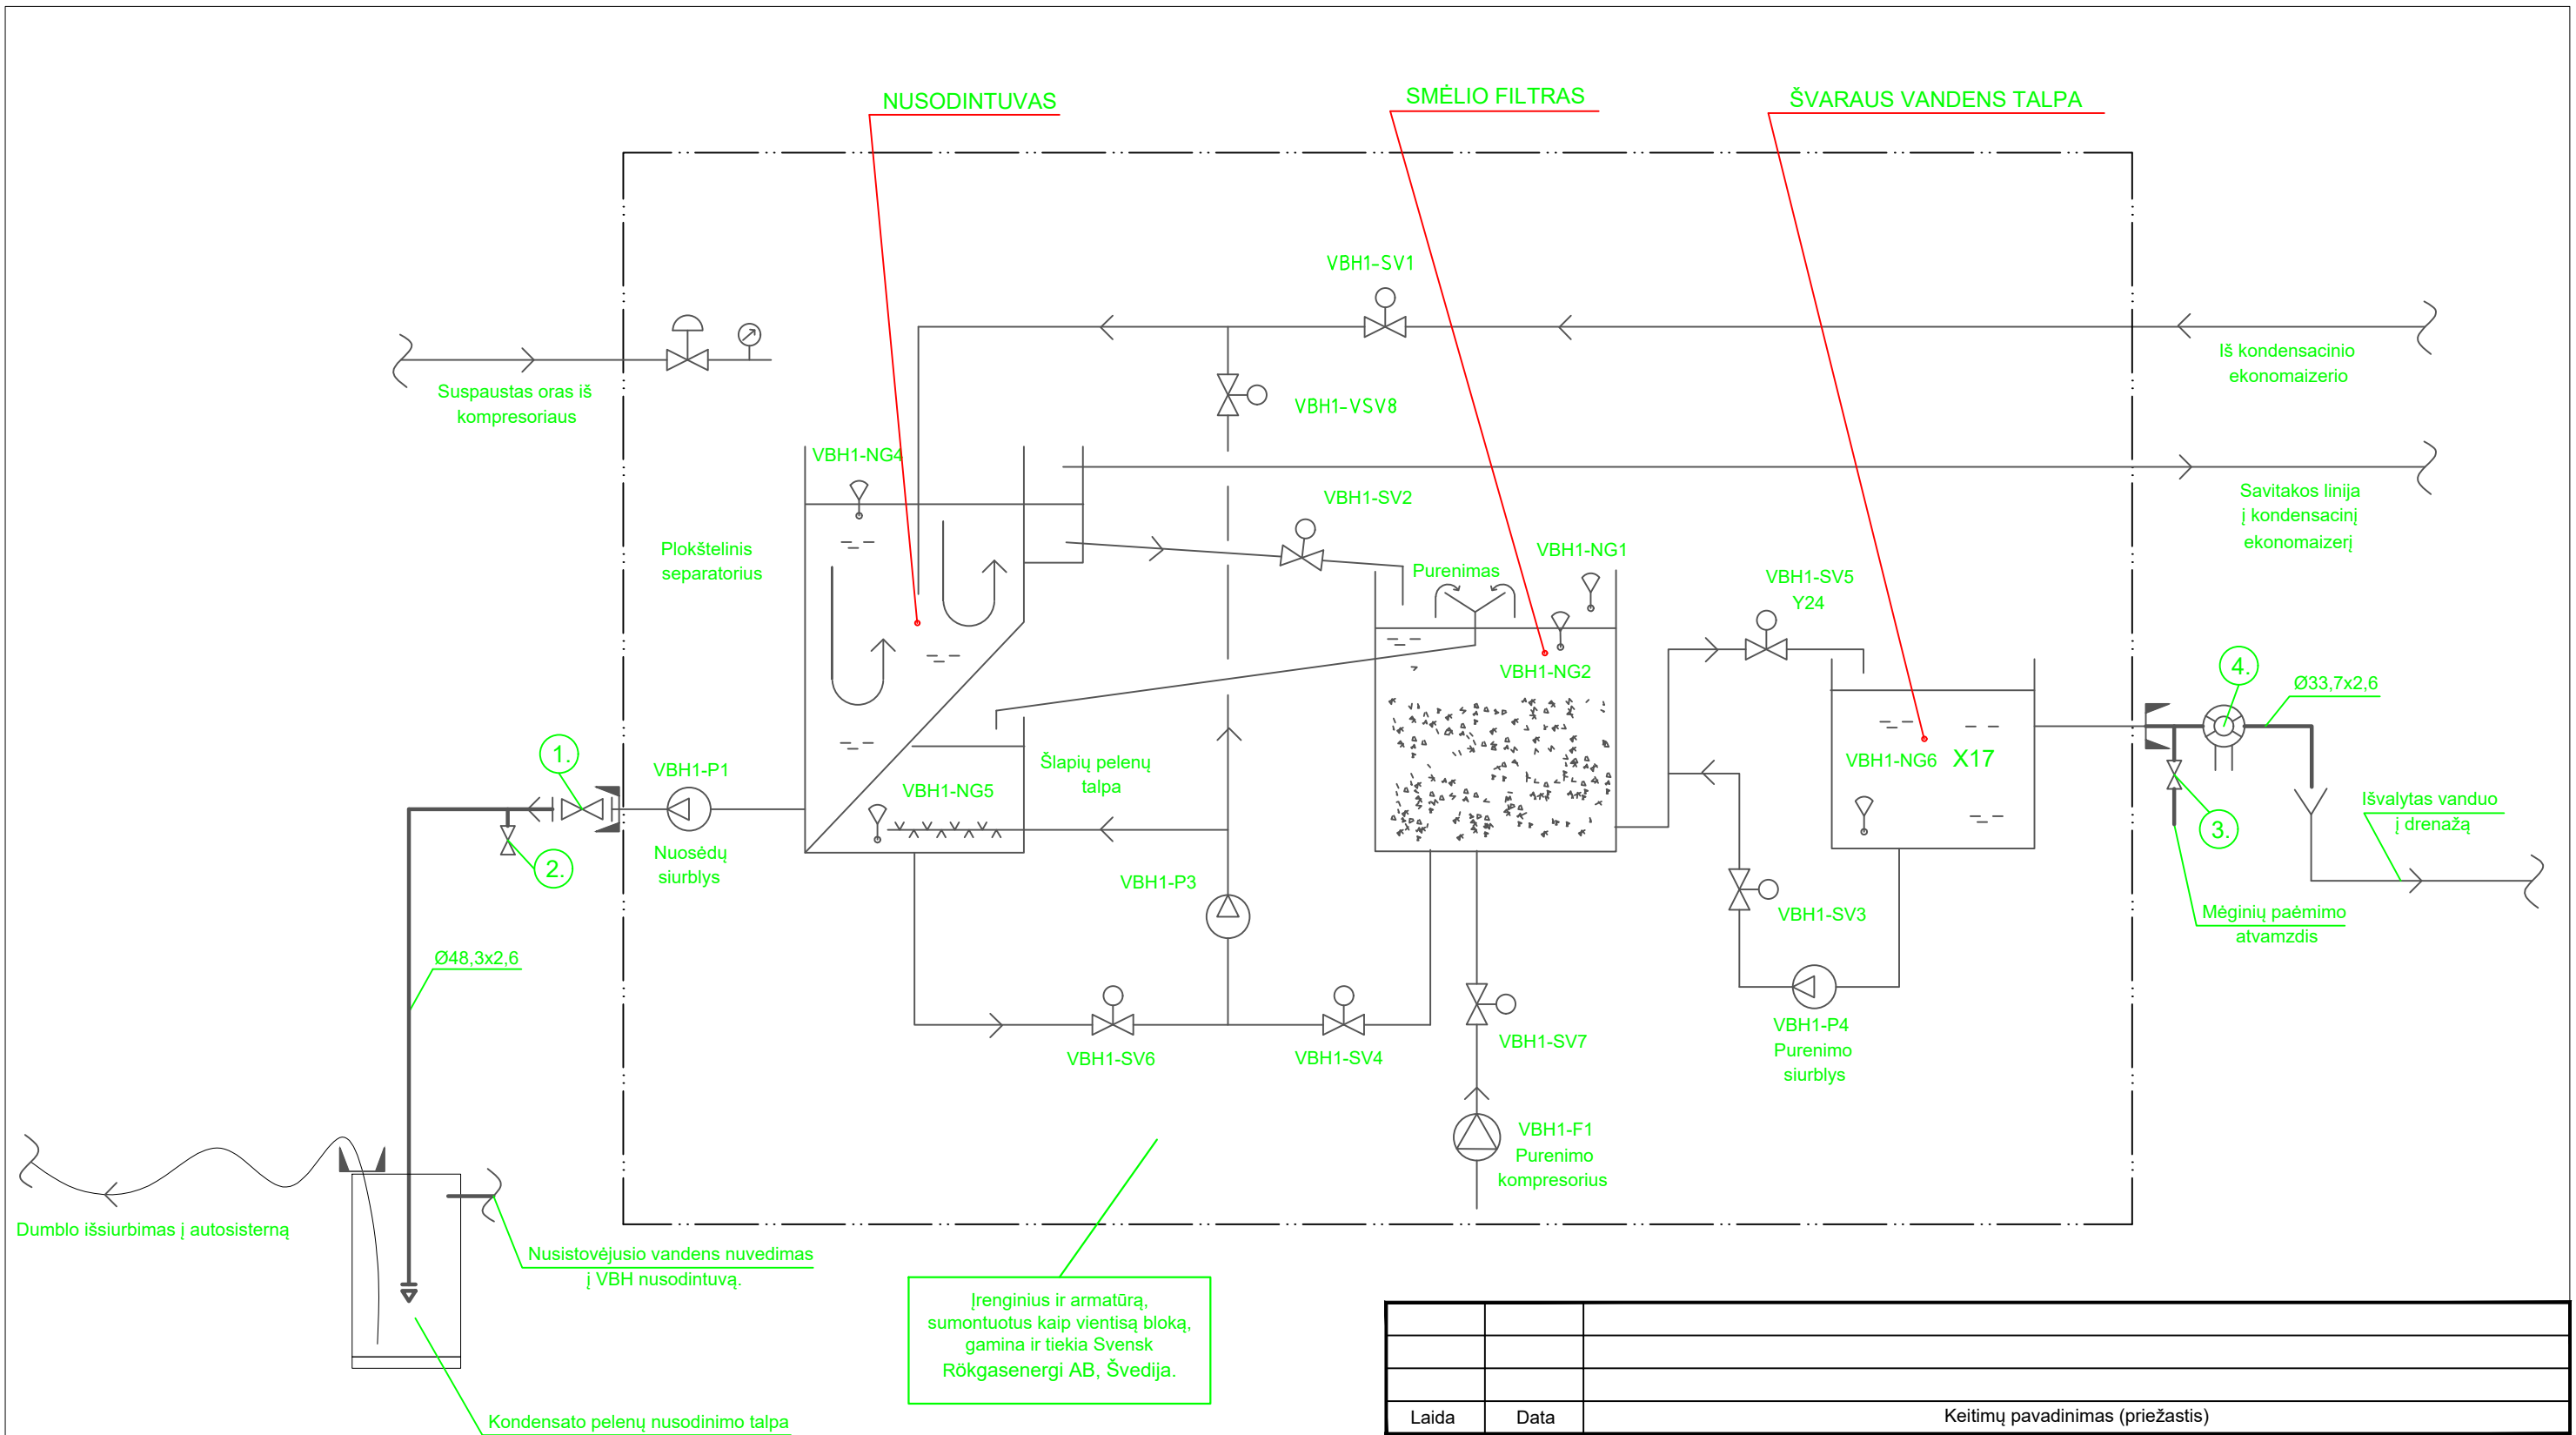 NUSODINTUVAS
SMĖLIO FILTRAS
ŠVARAUS VANDENS TALPA
VBH1-SV1
Iš kondensacinio
ekonomaizerio
Suspaustas oras iš
kompresoriaus
VBH1-VSV8
VBH1-NG4
VBH1-SV2
Savitakos linija
į kondensacinį
ekonomaizerį
Plokštelinis
separatorius
VBH1-NG1
Purenimas
VBH1-SV5
Y24
VBH1-NG2
4.
Ø33,7x2,6
1.
VBH1-P1
Šlapių pelenų
talpa
VBH1-NG5
VBH1-NG6
X17
Išvalytas vanduo
į drenažą
3.
2.
Nuosėdų
siurblys
VBH1-P3
VBH1-SV3
Mėginių paėmimo
atvamzdis
Ø48,3x2,6
VBH1-SV6
VBH1-SV4
VBH1-SV7
VBH1-P4
Purenimo
siurblys
VBH1-F1
Purenimo
kompresorius
Dumblo išsiurbimas į autosisterną
Nusistovėjusio vandens nuvedimas
į VBH nusodintuvą.
Įrenginius ir armatūrą,
sumontuotus kaip vientisą bloką,
gamina ir tiekia Svensk
Rökgasenergi AB, Švedija.
Kondensato pelenų nusodinimo talpa
Laida
Data
Keitimų pavadinimas (priežastis)